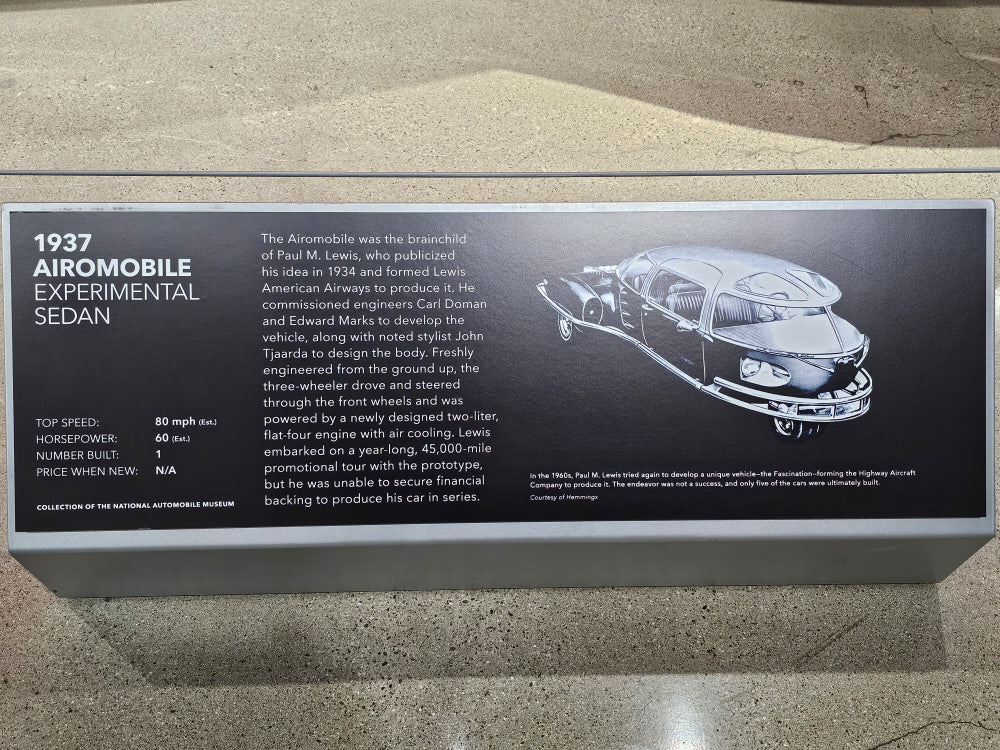 1937
AIROMOBILE
EXPERIMENTAL
SEDAN
TOP SPEED: 80 mph (Est.)
HORSEPOWER: 60 (Est.)
NUMBER BUILT: 1
PRICE WHEN NEW: N/A
COLLECTION OF THE NATIONAL AUTOMOBILE MUSEUM
The Airomobile was the brainchild
of Paul M. Lewis, who publicized
his idea in 1934 and formed Lewis
American Airways to produce it. He
commissioned engineers Carl Doman
and Edward Marks to develop the
vehicle, along with noted stylist John
Tjaarda to design the body. Freshly
engineered from the ground up, the
three-wheeler drove and steered
through the front wheels and was
powered by a newly designed two-liter,
flat-four engine with air cooling. Lewis
embarked on a year-long, 45,000-mile
promotional tour with the prototype,
but he was unable to secure financial
backing to produce his car in series.
In the 1960s, Paul M. Lewis tried again to develop a unique vehicle—the Fascination—forming the Highway Aircraft
Company to produce it. The endeavor was not a success, and only five of the cars were ultimately built.
Courtesy of Hemmings